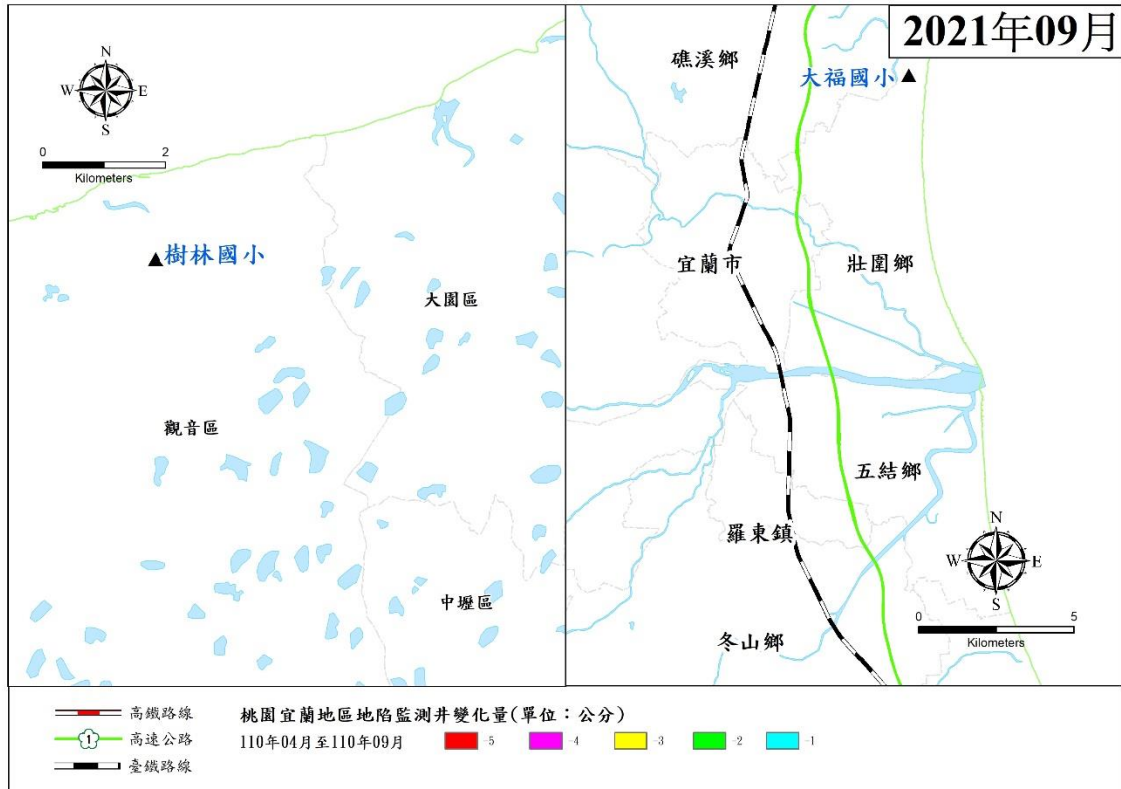 2021年09月
N
W E
S
0 2
Kilometers
樹林國小
大園區
觀音區
中壢區
礁溪鄉
大福國小
宜蘭市
壯圍鄉
五結鄉
羅東鎮
N
W E
S
0 5
Kilometers
冬山鄉
高鐵路線
1 高速公路
臺鐵路線
桃園宜蘭地區地陷監測井變化量(單位：公分)
110年04月至110年09月 -5 -4 -3 -2 -1